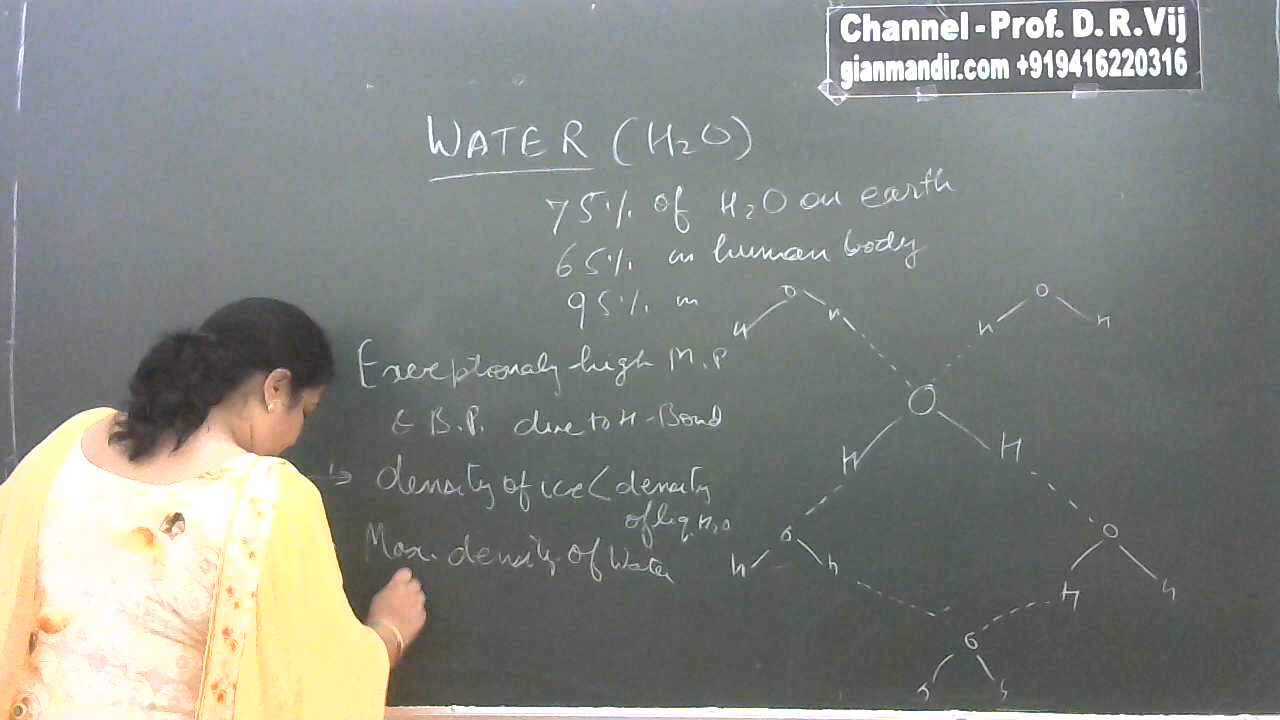 Channel - Prof. D. R. Vij
gianmandir.com +919416220316
WATER (H2O)
75% of H2O on earth
65% in human body
95% in
Exceptionaly high M.P
& B.P. due to H-Bond
→ density of ice < density
of liq. H2O
Max. density of Water
O H H
O H H
O
H H
O H H
O H H
O H H